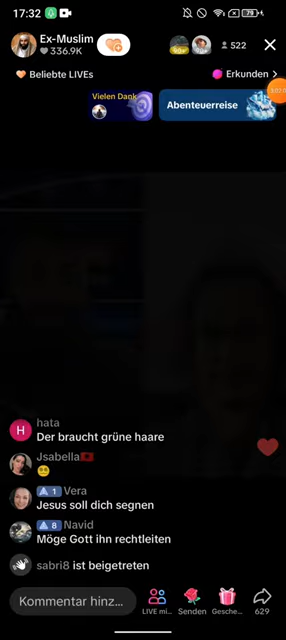 17:32
79
Ex-Muslim
336.9K
522
Beliebte LIVEs
Erkunden
Vielen Dank
Abenteuerreise
hata
Der braucht grüne haare
Jsabella
1 Vera
Jesus soll dich segnen
8 Navid
Möge Gott ihn rechtleiten
sabri8 ist beigetreten
Kommentar hinz...
LIVE mi...
Senden
Gesche...
629